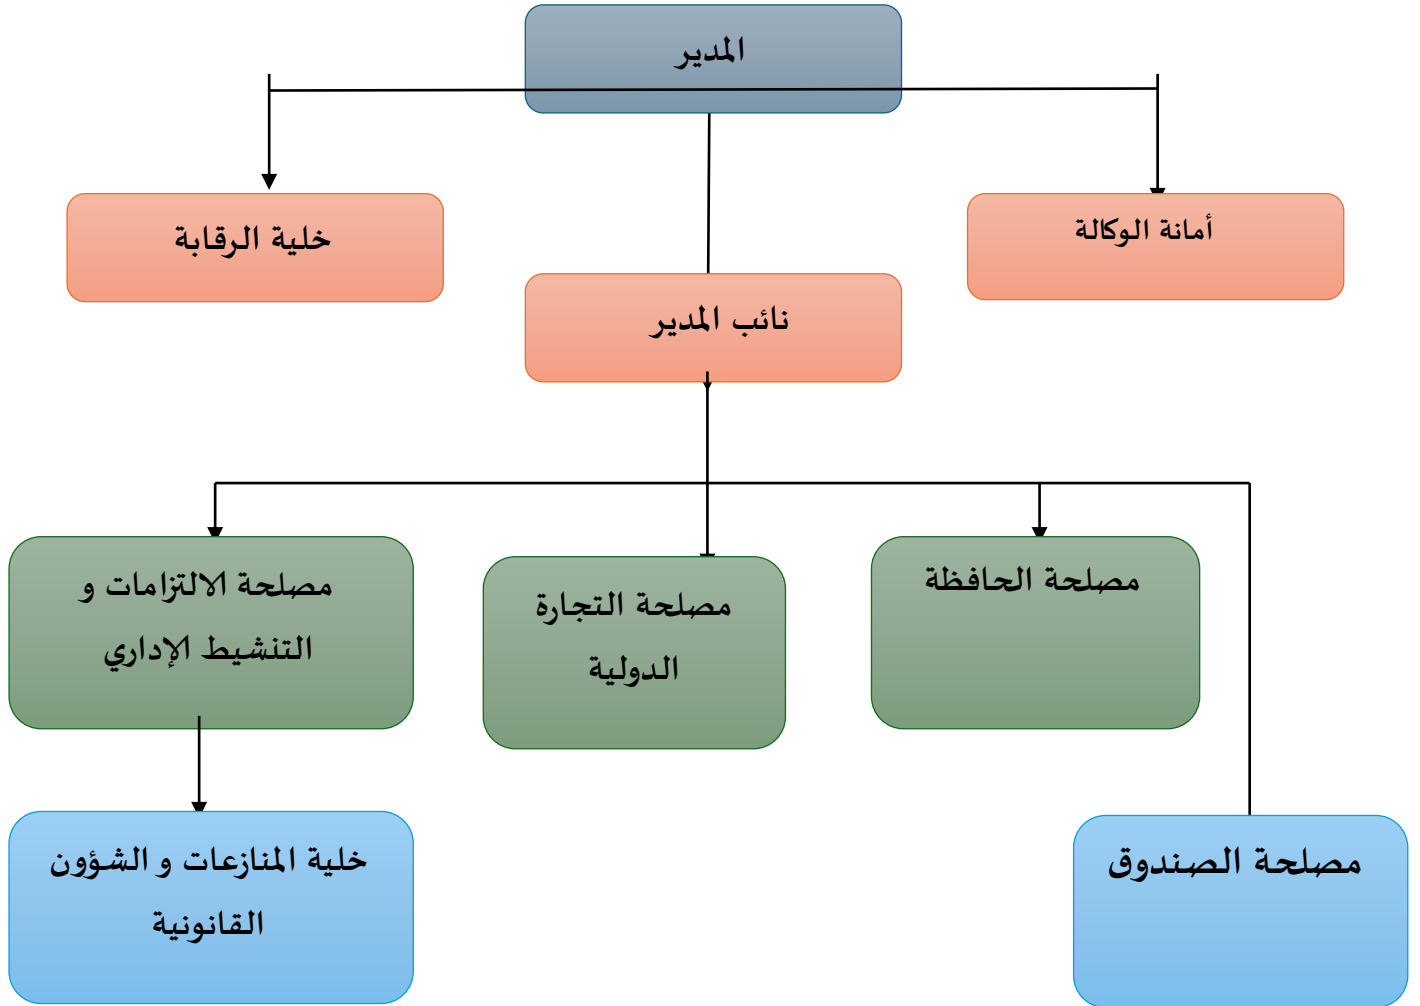 المدير
أمانة الوكالة
خلية الرقابة
نائب المدير
مصلحة الحافظة
مصلحة التجارة
الدولية
مصلحة الالتزامات و
التنشيط الإداري
مصلحة الصندوق
خلية المنازعات و الشؤون
القانونية